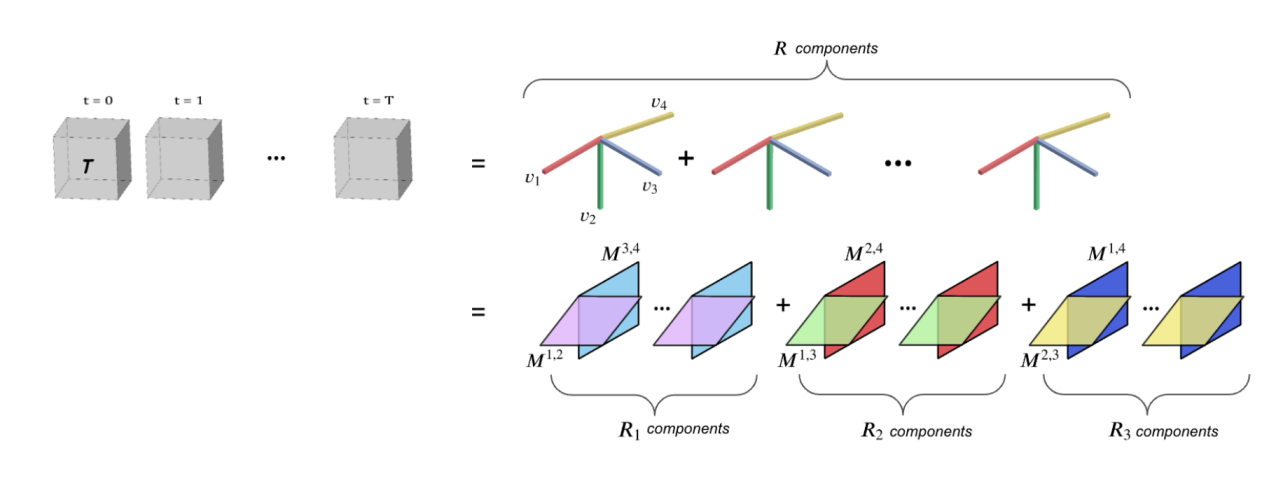 R components
t = 0 t = 1 t = T
T
...
=
v₁ v₂ v₃ v₄
+
...
=
M³,⁴ M²,⁴ M¹,⁴
... + ... + ...
M¹,² M¹,³ M²,³
R₁ components R₂ components R₃ components